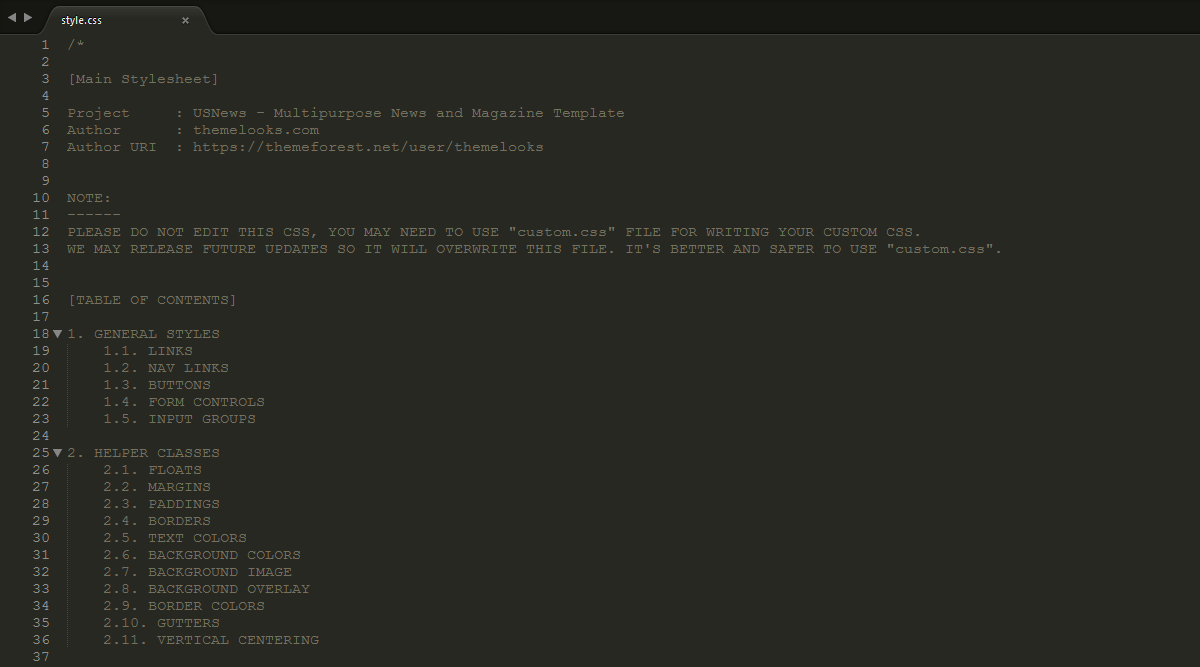 style.css ×
1 /*
2
3 [Main Stylesheet]
4
5 Project : USNews - Multipurpose News and Magazine Template
6 Author : themelooks.com
7 Author URI : https://themeforest.net/user/themelooks
8
9
10 NOTE:
11 ------
12 PLEASE DO NOT EDIT THIS CSS, YOU MAY NEED TO USE "custom.css" FILE FOR WRITING YOUR CUSTOM CSS.
13 WE MAY RELEASE FUTURE UPDATES SO IT WILL OVERWRITE THIS FILE. IT'S BETTER AND SAFER TO USE "custom.css".
14
15
16 [TABLE OF CONTENTS]
17
18 1. GENERAL STYLES
19 1.1. LINKS
20 1.2. NAV LINKS
21 1.3. BUTTONS
22 1.4. FORM CONTROLS
23 1.5. INPUT GROUPS
24
25 2. HELPER CLASSES
26 2.1. FLOATS
27 2.2. MARGINS
28 2.3. PADDINGS
29 2.4. BORDERS
30 2.5. TEXT COLORS
31 2.6. BACKGROUND COLORS
32 2.7. BACKGROUND IMAGE
33 2.8. BACKGROUND OVERLAY
34 2.9. BORDER COLORS
35 2.10. GUTTERS
36 2.11. VERTICAL CENTERING
37